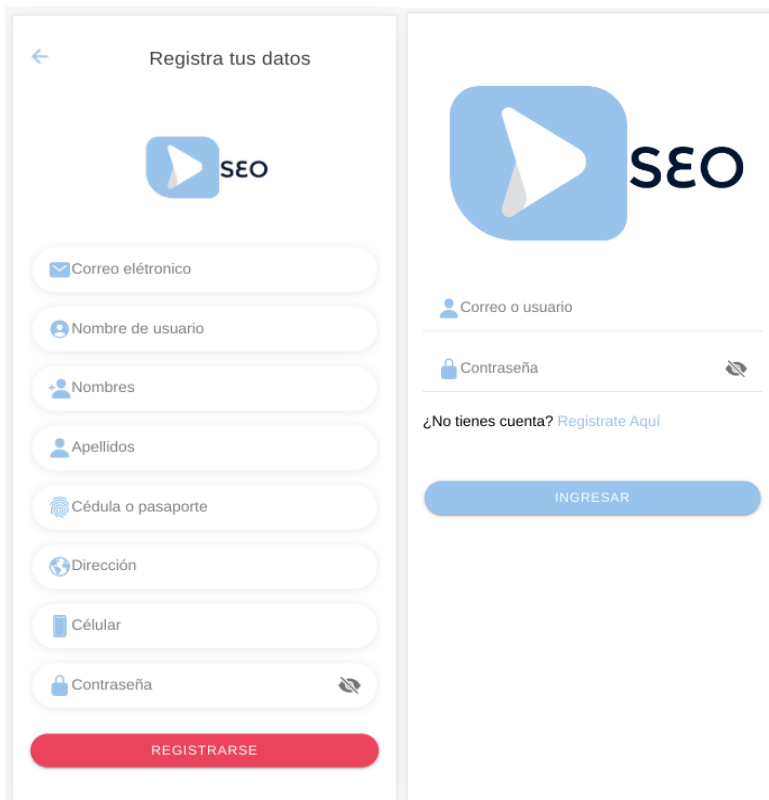 Registra tus datos
SEO
Correo elétronico
Nombre de usuario
Nombres
Apellidos
Cédula o pasaporte
Dirección
Célular
Contraseña
REGISTRARSE
SEO
Correo o usuario
Contraseña
¿No tienes cuenta? Registrate Aquí
INGRESAR